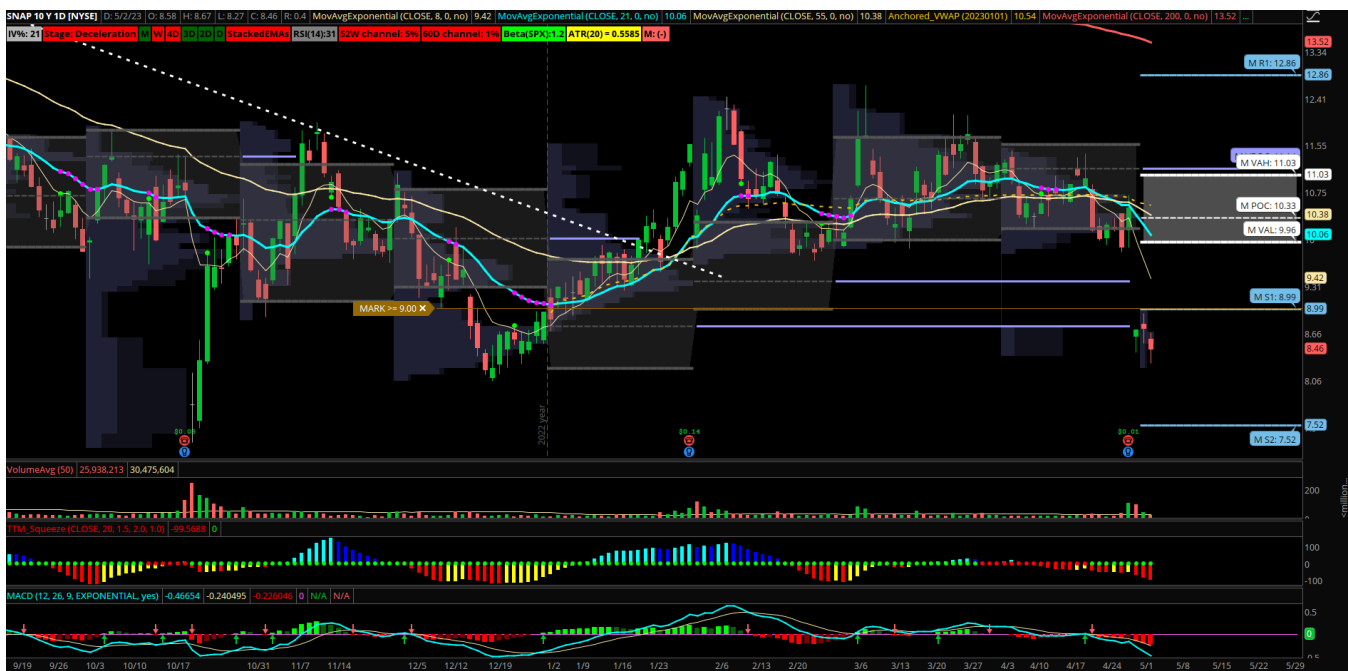 SNAP 10 Y 1D [NYSE] D: 5/2/23 O: 8.58 H: 8.67 L: 8.27 C: 8.46 R: 0.4 MovAvgExponential (CLOSE, 8, 0, no) 9.42 MovAvgExponential (CLOSE, 21, 0, no) 10.06 MovAvgExponential (CLOSE, 55, 0, no) 10.38 Anchored_VWAP (20230101) 10.54 MovAvgExponential (CLOSE, 200, 0, no) 13.52 ...
IV%: 21 Stage: Deceleration M W 4D 3D 2D D StackedEMAs RSI(14):31 52W channel: 5% 60D channel: 1% Beta(SPX):1.2 ATR(20) = 0.5585 M: (-)
13.52
13.34
M R1: 12.86
12.86
12.41
11.55
M VAH: 11.03
11.03
10.75
M POC: 10.33
10.38
M VAL: 9.96
10.06
9.42
9.31
MARK >= 9.00 ×
M S1: 8.99
8.99
8.66
8.46
8.06
7.52
M S2: 7.52
2022 year
$0.14
$0.01
VolumeAvg (50) 25,938,213 30,475,604
200
0
<million...
TTM_Squeeze (CLOSE, 20, 1.5, 2.0, 1.0) -99.5688 0
100
0
-100
MACD (12, 26, 9, EXPONENTIAL, yes) -0.46654 -0.240495 -0.226046 0 N/A N/A
0.5
0
-0.5
9/19 9/26 10/3 10/10 10/17 10/31 11/7 11/14 12/5 12/12 12/19 1/2 1/9 1/16 1/23 2/6 2/13 2/20 3/6 3/13 3/20 3/27 4/3 4/10 4/17 4/24 5/1 5/8 5/15 5/22 5/29